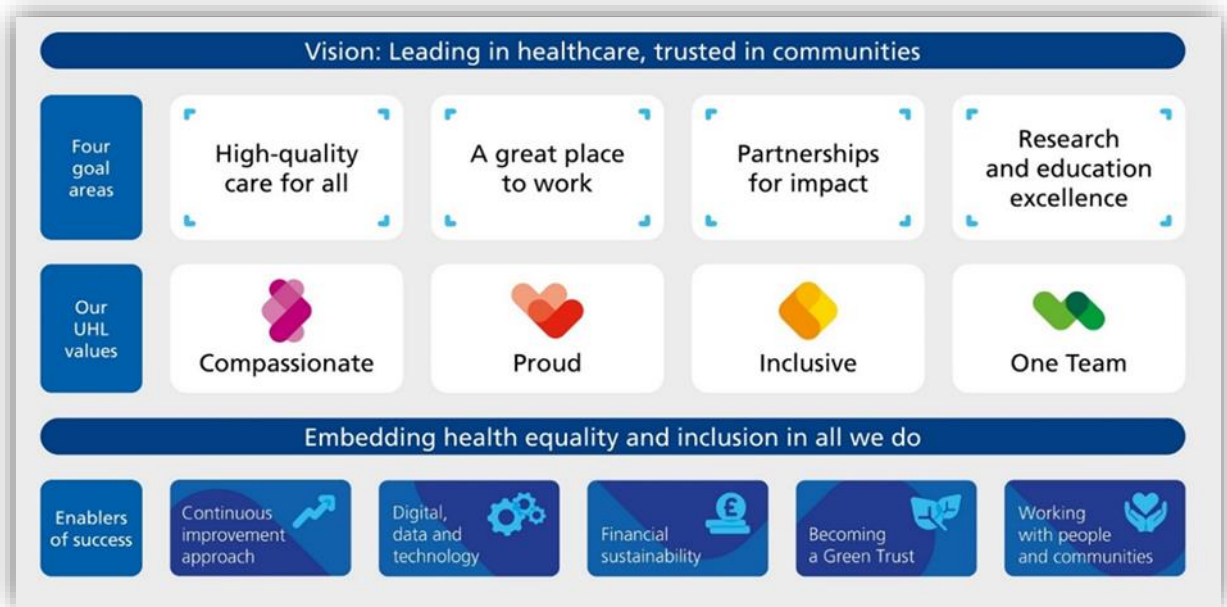 Vision: Leading in healthcare, trusted in communities
Four
goal
areas
High-quality
care for all
A great place
to work
Partnerships
for impact
Research
and education
excellence
Our
UHL
values
Compassionate
Proud
Inclusive
One Team
Embedding health equality and inclusion in all we do
Enablers
of success
Continuous
improvement
approach
Digital,
data and
technology
£
Financial
sustainability
Becoming
a Green Trust
Working
with people
and communities